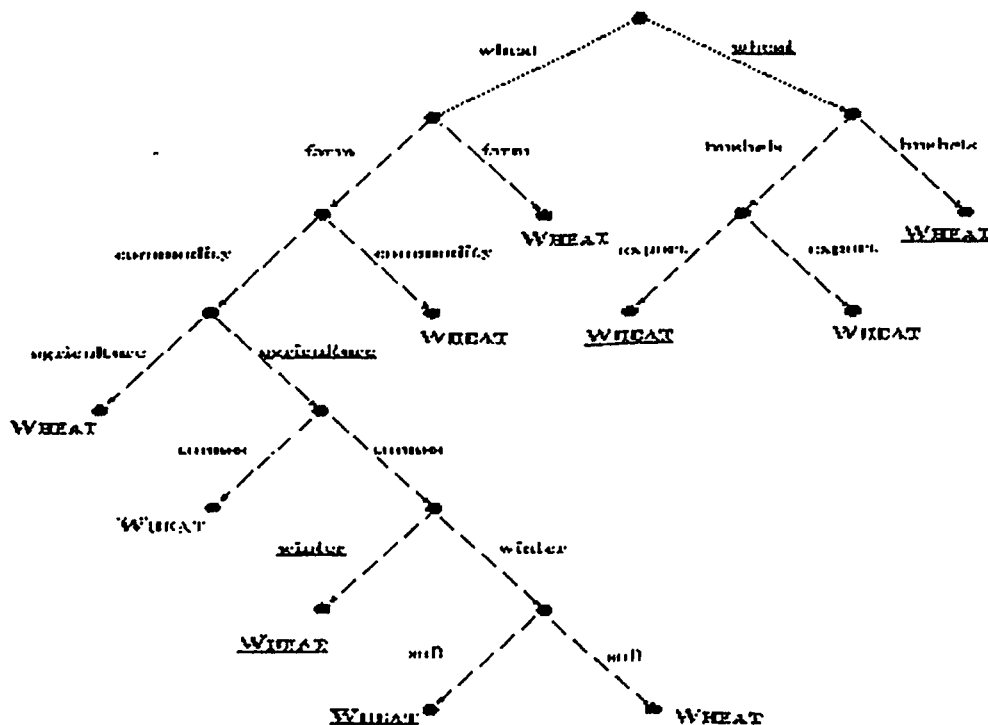 wheat wheat
farm farm bushels bushels
WHEAT WHEAT
commodity commodity export export
WHEAT WHEAT WHEAT
agriculture agriculture
WHEAT
WHEAT
winter winter
WHEAT
soft soft
WHEAT WHEAT